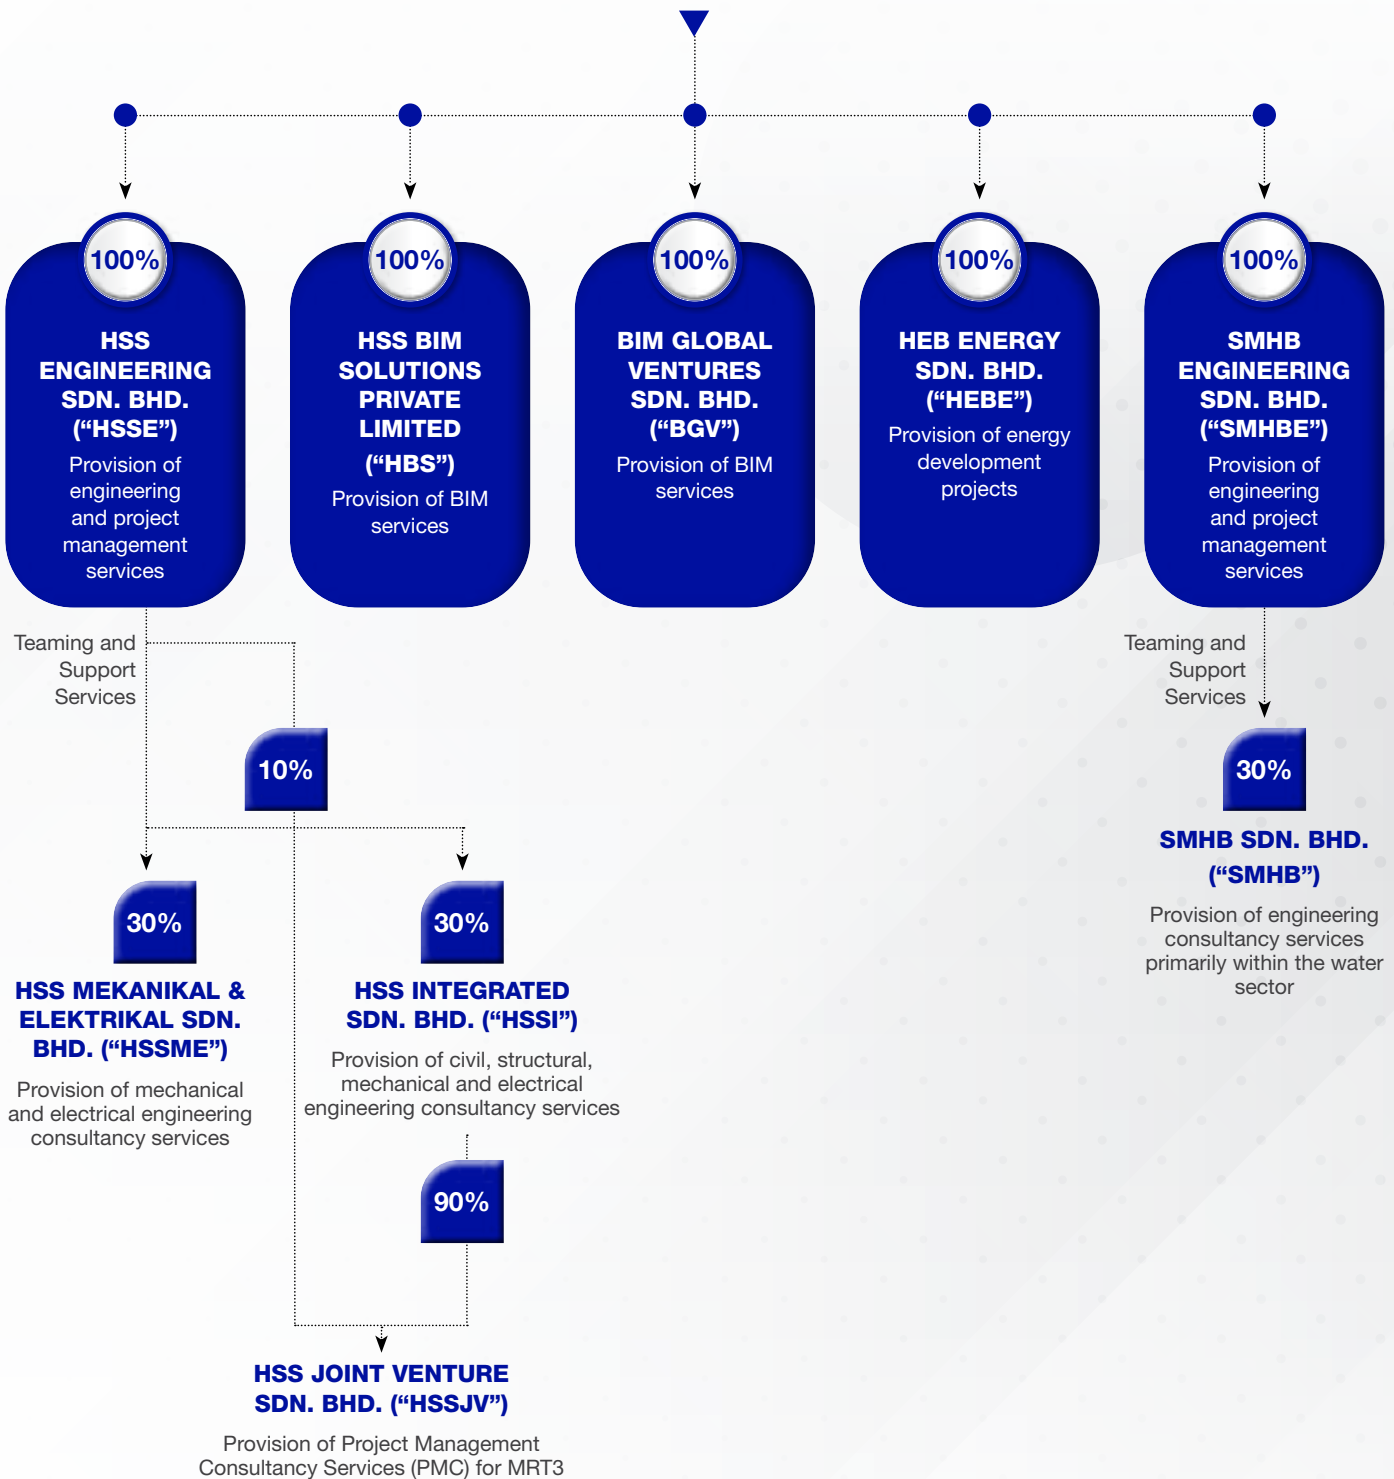 100%
HSS
ENGINEERING
SDN. BHD.
(“HSSE”)
Provision of
engineering
and project
management
services
100%
HSS BIM
SOLUTIONS
PRIVATE
LIMITED
(“HBS”)
Provision of BIM
services
100%
BIM GLOBAL
VENTURES
SDN. BHD.
(“BGV”)
Provision of BIM
services
100%
HEB ENERGY
SDN. BHD.
(“HEBE”)
Provision of energy
development
projects
100%
SMHB
ENGINEERING
SDN. BHD.
(“SMHBE”)
Provision of
engineering
and project
management
services
Teaming and
Support
Services
10%
30%
HSS MEKANIKAL &
ELEKTRIKAL SDN.
BHD. (“HSSME”)
Provision of mechanical
and electrical engineering
consultancy services
30%
HSS INTEGRATED
SDN. BHD. (“HSSI”)
Provision of civil, structural,
mechanical and electrical
engineering consultancy services
90%
HSS JOINT VENTURE
SDN. BHD. (“HSSJV”)
Provision of Project Management
Consultancy Services (PMC) for MRT3
Teaming and
Support
Services
30%
SMHB SDN. BHD.
(“SMHB”)
Provision of engineering
consultancy services
primarily within the water
sector